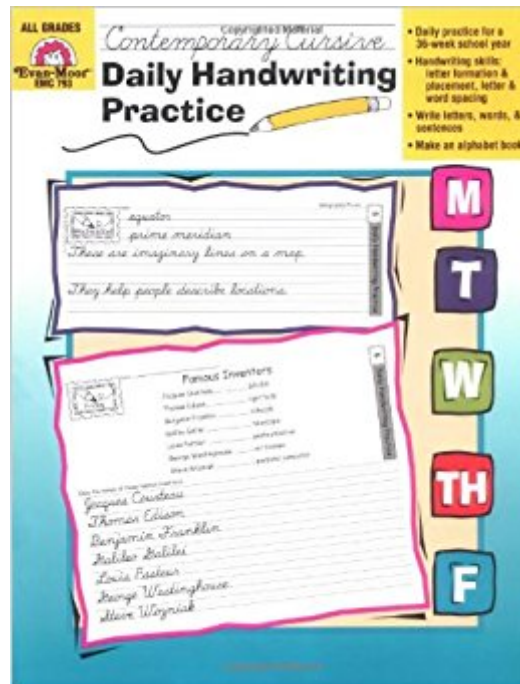 ALL GRADES
Evan-Moor
EMC 793
Copyrighted Material
Contemporary Cursive
Daily Handwriting
Practice
• Daily practice for a
36-week school year
• Handwriting skills:
letter formation &
placement, letter &
word spacing
• Write letters, words, &
sentences
• Make an alphabet book
M
T
W
TH
F
equator
prime meridian
These are imaginary lines on a map.
They help people describe locations.
Famous Inventors
Jacques Cousteau
Thomas Edison
Benjamin Franklin
Galileo Galilei
Louis Pasteur
George Westinghouse
Steve Wozniak